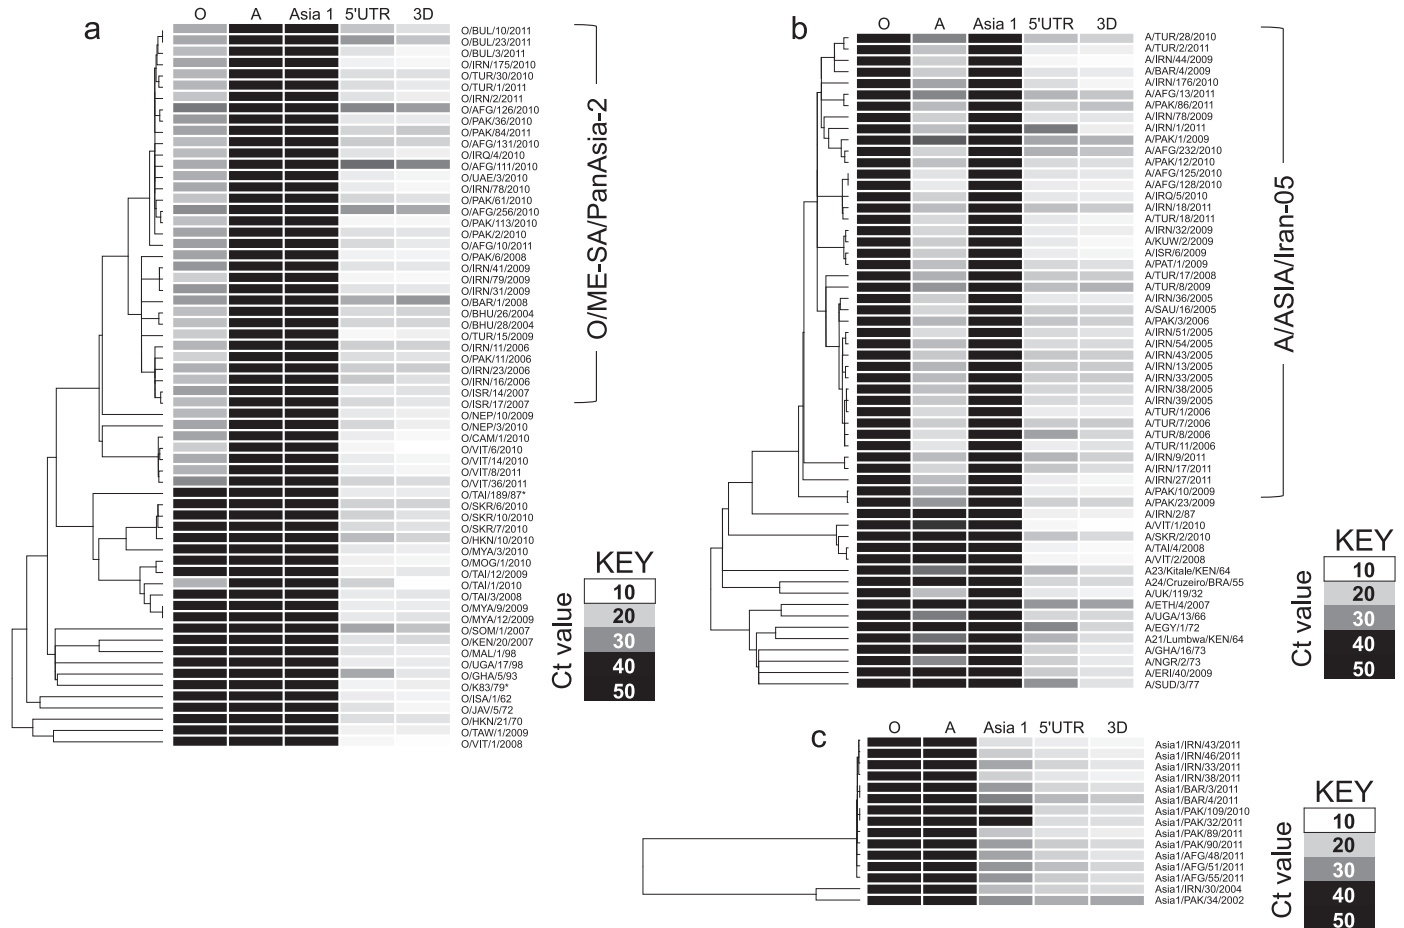 a
O A Asia 1 5'UTR 3D
O/BUL/10/2011
O/BUL/23/2011
O/BUL/3/2011
O/IRN/175/2010
O/TUR/30/2010
O/TUR/1/2011
O/IRN/2/2011
O/AFG/126/2010
O/PAK/36/2010
O/PAK/84/2011
O/AFG/131/2010
O/IRQ/4/2010
O/AFG/111/2010
O/UAE/3/2010
O/IRN/78/2010
O/PAK/61/2010
O/AFG/256/2010
O/PAK/113/2010
O/PAK/2/2010
O/AFG/10/2011
O/PAK/6/2008
O/IRN/41/2009
O/IRN/79/2009
O/IRN/31/2009
O/BAR/1/2008
O/BHU/26/2004
O/BHU/28/2004
O/TUR/15/2009
O/IRN/11/2006
O/PAK/11/2006
O/IRN/23/2006
O/IRN/16/2006
O/ISR/14/2007
O/ISR/17/2007
O/NEP/10/2009
O/NEP/3/2010
O/CAM/1/2010
O/VIT/6/2010
O/VIT/14/2010
O/VIT/8/2011
O/VIT/36/2011
O/TAI/189/87*
O/SKR/6/2010
O/SKR/10/2010
O/SKR/7/2010
O/HKN/10/2010
O/MYA/3/2010
O/MOG/1/2010
O/TAI/12/2009
O/TAI/1/2010
O/TAI/3/2008
O/MYA/9/2009
O/MYA/12/2009
O/SOM/1/2007
O/KEN/20/2007
O/MAL/1/98
O/UGA/17/98
O/GHA/5/93
O/K83/79*
O/ISA/1/62
O/JAV/5/72
O/HKN/21/70
O/TAW/1/2009
O/VIT/1/2008
O/ME-SA/PanAsia-2
KEY
Ct value
10
20
30
40
50
b
O A Asia 1 5'UTR 3D
A/TUR/28/2010
A/TUR/2/2011
A/IRN/44/2009
A/BAR/4/2009
A/IRN/176/2010
A/AFG/13/2011
A/PAK/86/2011
A/IRN/78/2009
A/IRN/1/2011
A/PAK/1/2009
A/AFG/232/2010
A/PAK/12/2010
A/AFG/125/2010
A/AFG/128/2010
A/IRQ/5/2010
A/IRN/18/2011
A/TUR/18/2011
A/IRN/32/2009
A/KUW/2/2009
A/ISR/6/2009
A/PAT/1/2009
A/TUR/17/2008
A/TUR/8/2009
A/IRN/36/2005
A/SAU/16/2005
A/PAK/3/2006
A/IRN/51/2005
A/IRN/54/2005
A/IRN/43/2005
A/IRN/13/2005
A/IRN/33/2005
A/IRN/38/2005
A/IRN/39/2005
A/TUR/1/2006
A/TUR/7/2006
A/TUR/8/2006
A/TUR/11/2006
A/IRN/9/2011
A/IRN/17/2011
A/IRN/27/2011
A/PAK/10/2009
A/PAK/23/2009
A/IRN/2/87
A/VIT/1/2010
A/SKR/2/2010
A/TAI/4/2008
A/VIT/2/2008
A23/Kitale/KEN/64
A24/Cruzeiro/BRA/55
A/UK/119/32
A/ETH/4/2007
A/UGA/13/66
A/EGY/1/72
A21/Lumbwa/KEN/64
A/GHA/16/73
A/NGR/2/73
A/ERI/40/2009
A/SUD/3/77
A/ASIA/Iran-05
KEY
Ct value
10
20
30
40
50
c
O A Asia 1 5'UTR 3D
Asia1/IRN/43/2011
Asia1/IRN/46/2011
Asia1/IRN/33/2011
Asia1/IRN/38/2011
Asia1/BAR/3/2011
Asia1/BAR/4/2011
Asia1/PAK/109/2010
Asia1/PAK/32/2011
Asia1/PAK/89/2011
Asia1/PAK/90/2011
Asia1/AFG/48/2011
Asia1/AFG/51/2011
Asia1/AFG/55/2011
Asia1/IRN/30/2004
Asia1/PAK/34/2002
KEY
Ct value
10
20
30
40
50